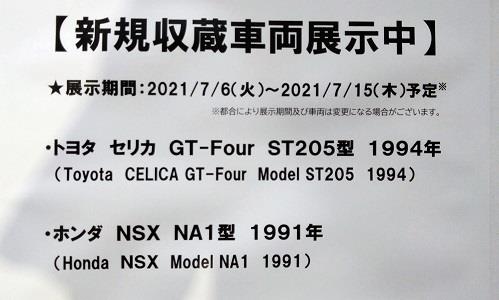 【新規収蔵車両展示中】
★展示期間：2021/7/6(火)～2021/7/15(木)予定※
※都合により展示期間及び車両は変更になる場合がございます。
・トヨタ セリカ GT-Four ST205型 1994年
（Toyota CELICA GT-Four Model ST205 1994）
・ホンダ NSX NA1型 1991年
（Honda NSX Model NA1 1991）